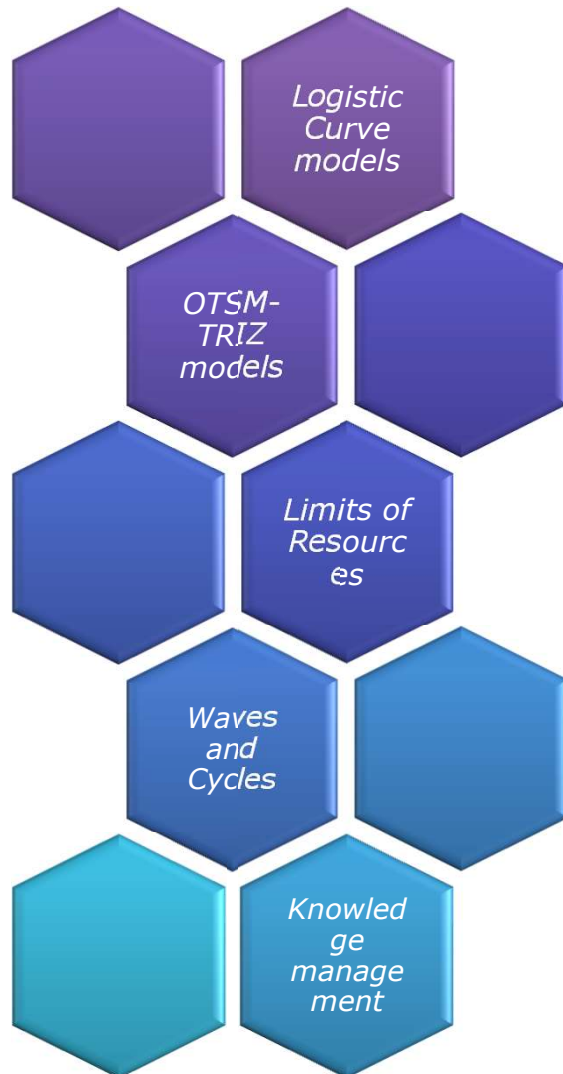 Logistic
Curve
models
OTSM-
TRIZ
models
Limits of
Resourc
es
Waves
and
Cycles
Knowled
ge
manage
ment